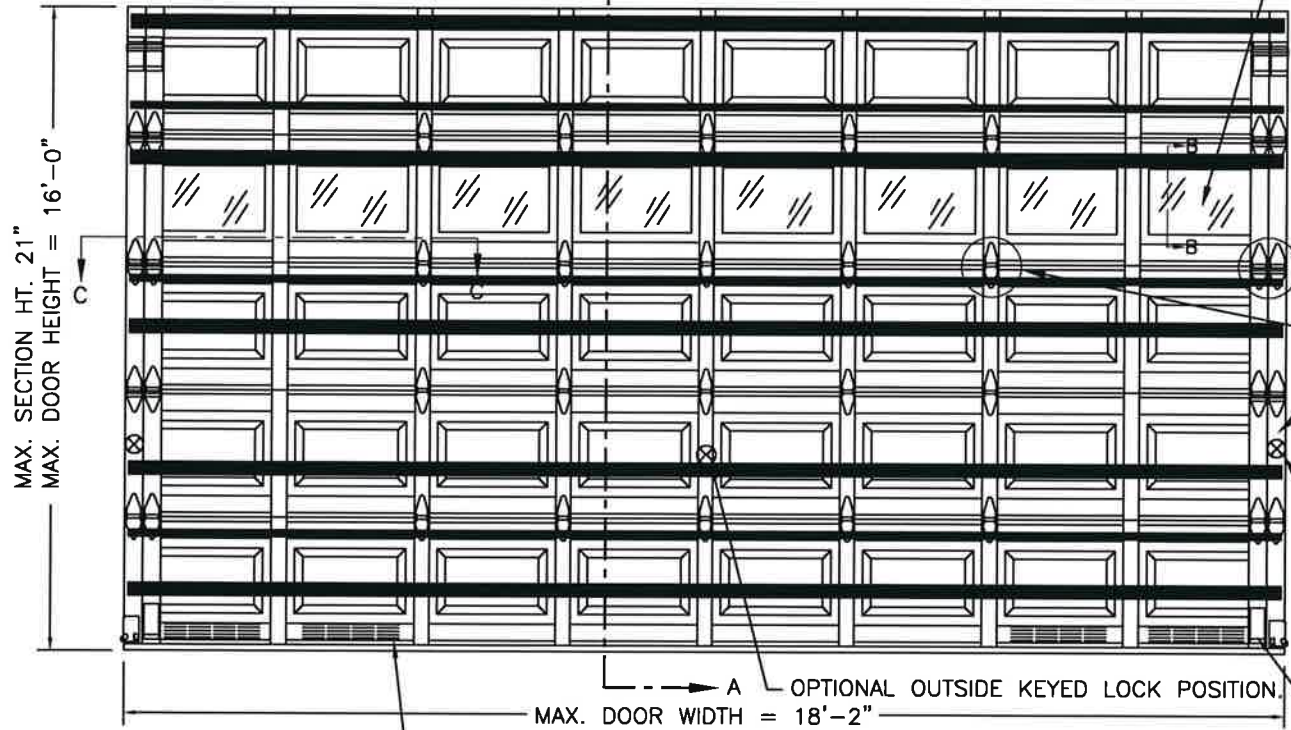 MAX. SECTION HT. 21"
MAX. DOOR HEIGHT = 16'-0"
B
B
C
C
A
OPTIONAL OUTSIDE KEYED LOCK POSITION.
MAX. DOOR WIDTH = 18'-2"